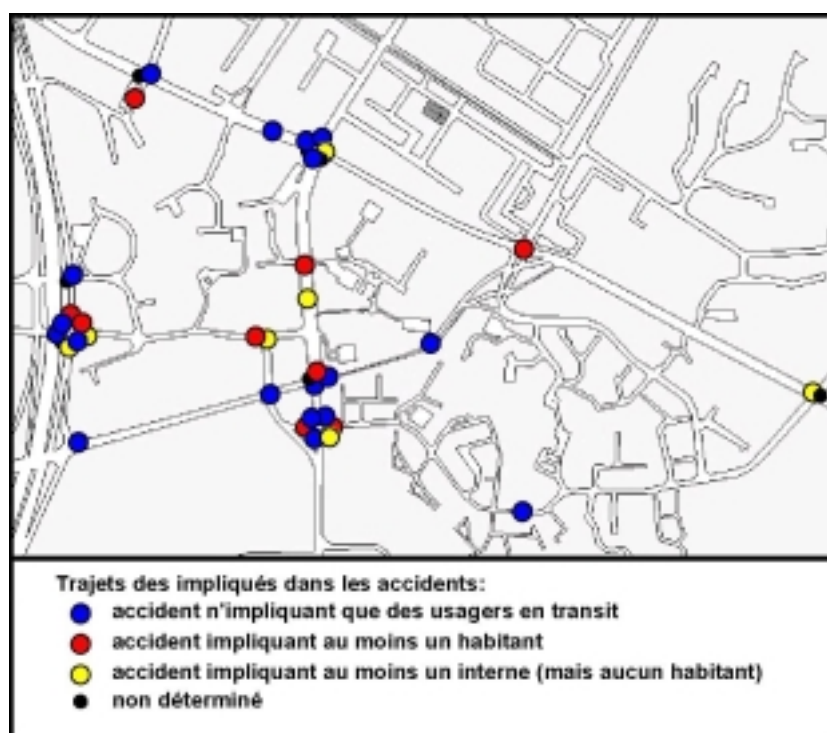 Trajets des impliqués dans les accidents:
accident n'impliquant que des usagers en transit
accident impliquant au moins un habitant
accident impliquant au moins un interne (mais aucun habitant)
non déterminé